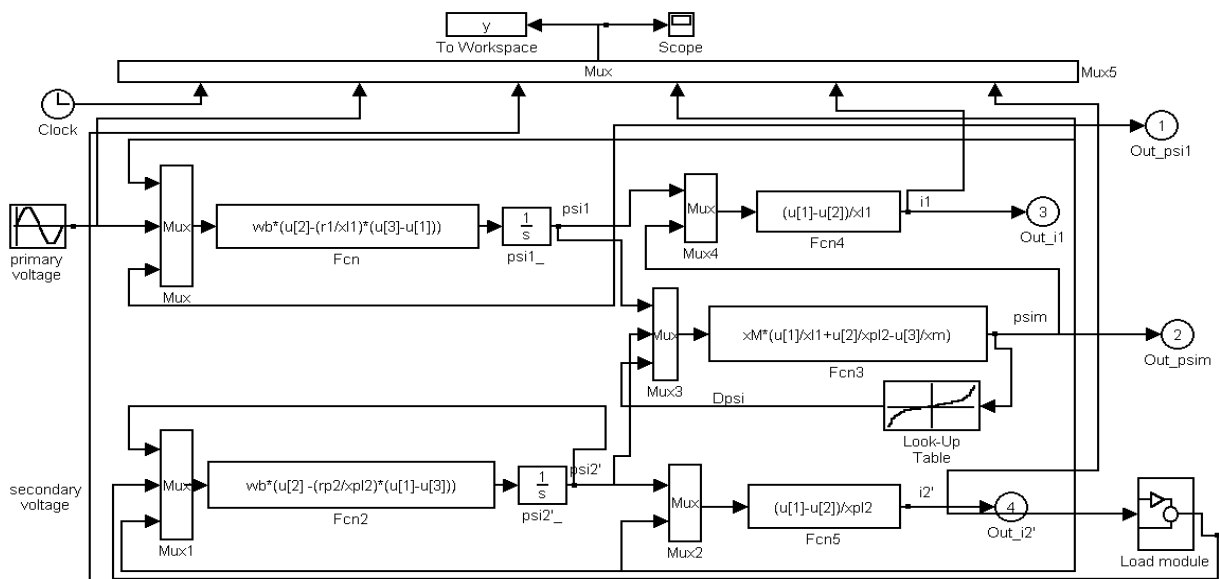 y
To Workspace
Scope
Mux
Mux5
Clock
1
Out_psi1
Mux
wb*(u[2]-(r1/xl1)*(u[3]-u[1]))
Fcn
1
s
psi1
psi1_
Mux
Mux4
(u[1]-u[2])/xl1
Fcn4
i1
3
Out_i1
primary
voltage
Mux
Mux
Mux3
xM*(u[1]/xl1+u[2]/xpl2-u[3]/xm)
Fcn3
psim
2
Out_psim
Dpsi
Look-Up
Table
secondary
voltage
Mux
Mux1
wb*(u[2] -(rp2/xpl2)*(u[1]-u[3]))
Fcn2
1
s
psi2'
psi2'_
Mux
Mux2
(u[1]-u[2])/xpl2
Fcn5
i2'
4
Out_i2'
Load module